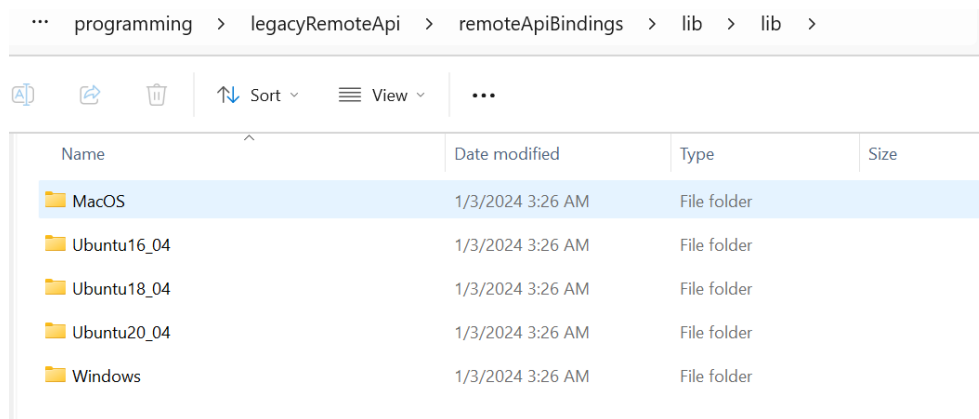 ... programming > legacyRemoteApi > remoteApiBindings > lib > lib >
A Sort View ...
Name Date modified Type Size
MacOS 1/3/2024 3:26 AM File folder
Ubuntu16_04 1/3/2024 3:26 AM File folder
Ubuntu18_04 1/3/2024 3:26 AM File folder
Ubuntu20_04 1/3/2024 3:26 AM File folder
Windows 1/3/2024 3:26 AM File folder